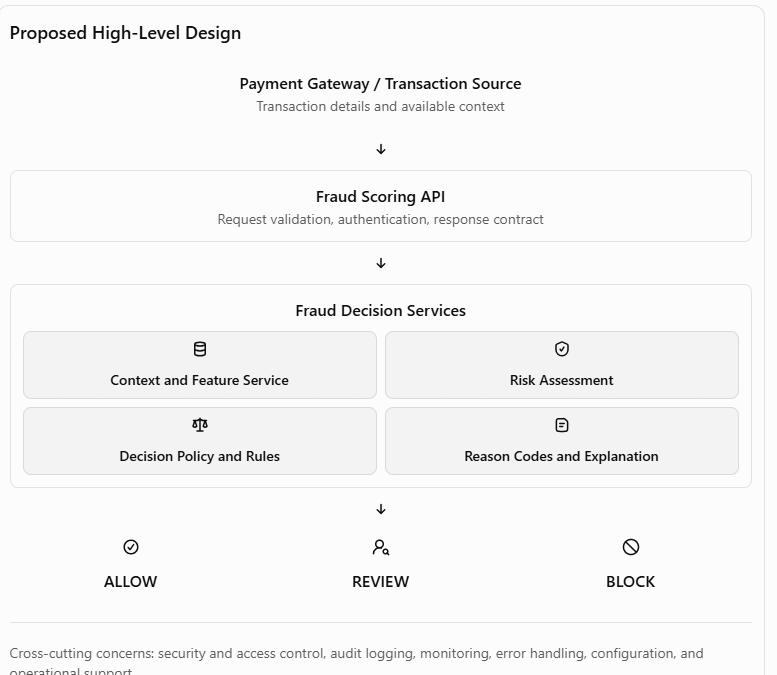 Proposed High-Level Design
Payment Gateway / Transaction Source
Transaction details and available context
Fraud Scoring API
Request validation, authentication, response contract
Fraud Decision Services
Context and Feature Service
Risk Assessment
Decision Policy and Rules
Reason Codes and Explanation
ALLOW
REVIEW
BLOCK
Cross-cutting concerns: security and access control, audit logging, monitoring, error handling, configuration, and
operational support